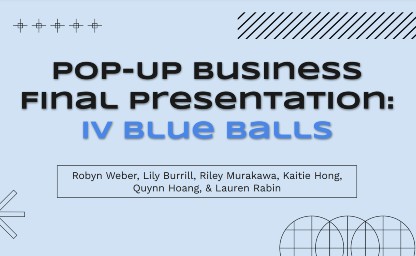 POP-UP BUSINESS
FINAL PRESENTATION:
IV BLUE BALLS
Robyn Weber, Lily Burrill, Riley Murakawa, Kaitie Hong,
Quynn Hoang, & Lauren Rabin